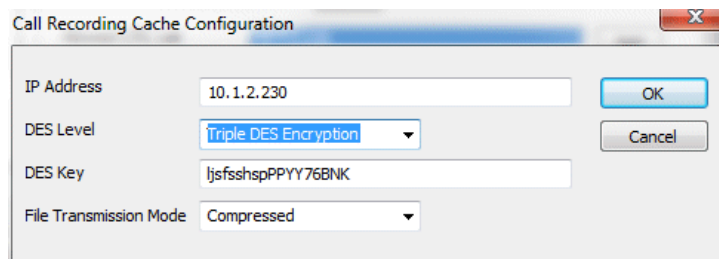 Call Recording Cache Configuration
IP Address 10.1.2.230 OK
DES Level Triple DES Encryption Cancel
DES Key ljsfsshspPPYY76BNK
File Transmission Mode Compressed